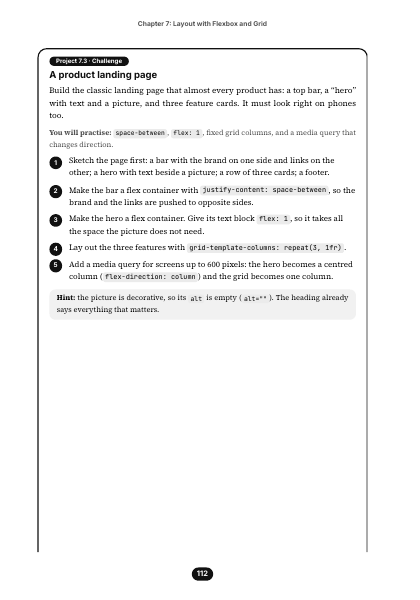 Chapter 7: Layout with Flexbox and Grid
Project 7.3 · Challenge
A product landing page
Build the classic landing page that almost every product has: a top bar, a “hero”
with text and a picture, and three feature cards. It must look right on phones
too.
You will practise: space-between, flex: 1, fixed grid columns, and a media query that
changes direction.
1 Sketch the page first: a bar with the brand on one side and links on the
other; a hero with text beside a picture; a row of three cards; a footer.
2 Make the bar a flex container with justify-content: space-between, so the
brand and the links are pushed to opposite sides.
3 Make the hero a flex container. Give its text block flex: 1, so it takes all
the space the picture does not need.
4 Lay out the three features with grid-template-columns: repeat(3, 1fr).
5 Add a media query for screens up to 600 pixels: the hero becomes a centred
column (flex-direction: column) and the grid becomes one column.
Hint: the picture is decorative, so its alt is empty (alt=""). The heading already
says everything that matters.
112